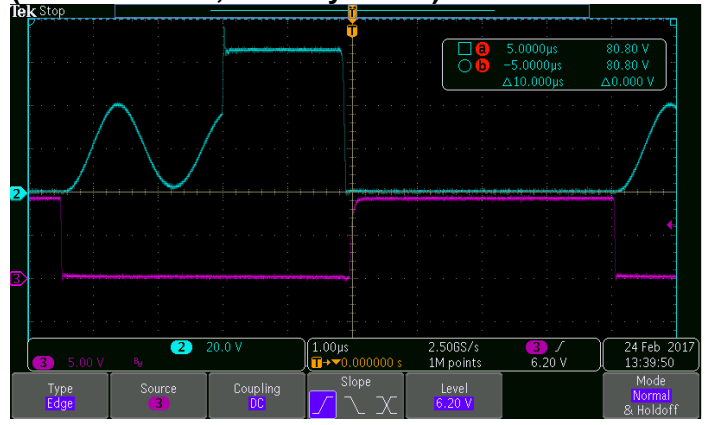 Tek Stop
T
T
a 5.0000µs 80.80 V
b −5.0000µs 80.80 V
Δ10.000µs Δ0.000 V
2
3
2 20.0 V
3 5.00 V
1.00µs 2.50GS/s 3
T→▼0.000000 s 1M points 6.20 V
24 Feb 2017
13:39:50
Type
Edge
Source
3
Coupling
DC
Slope
Level
6.20 V
Mode
Normal
& Holdoff